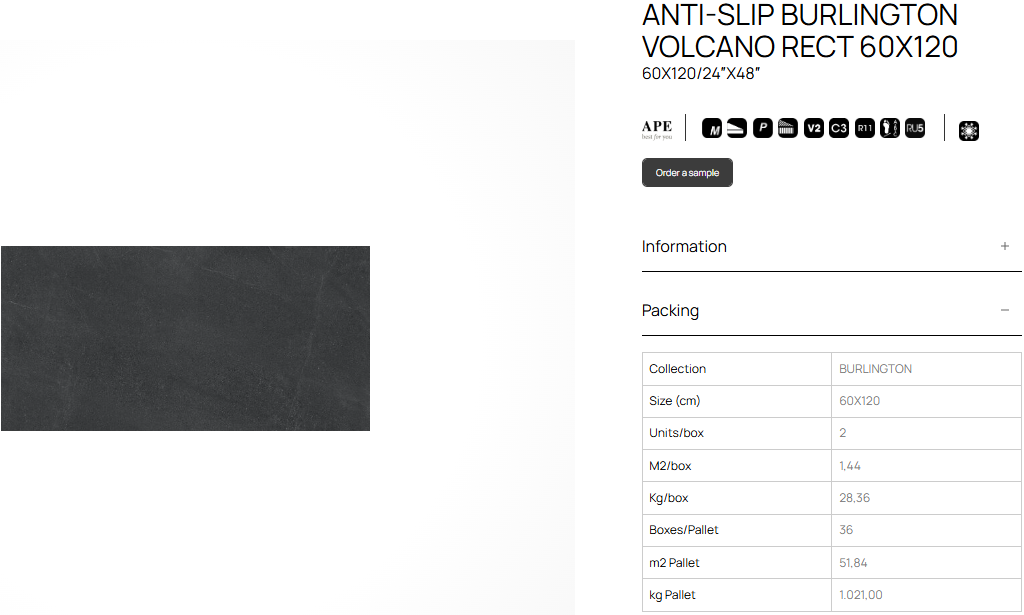 ANTI-SLIP BURLINGTON
VOLCANO RECT 60X120
60X120/24”X48”
APE
best for you
M
P
V2
C3
R11
RU5
Order a sample
Information +
Packing −
Collection BURLINGTON
Size (cm) 60X120
Units/box 2
M2/box 1,44
Kg/box 28,36
Boxes/Pallet 36
m2 Pallet 51,84
kg Pallet 1.021,00